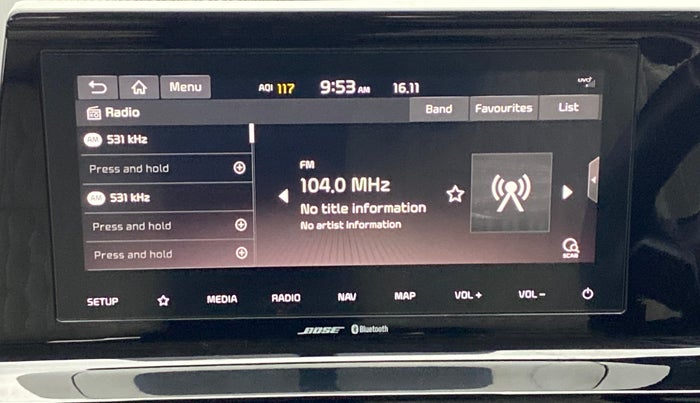 Menu AQI 117 9:53 AM 16.11 UVO
Radio Band Favourites List
AM 531 kHz
Press and hold
AM 531 kHz
Press and hold
Press and hold
FM
104.0 MHz
No title information
No artist information
SCAN
SETUP MEDIA RADIO NAV MAP VOL + VOL −
BOSE Bluetooth